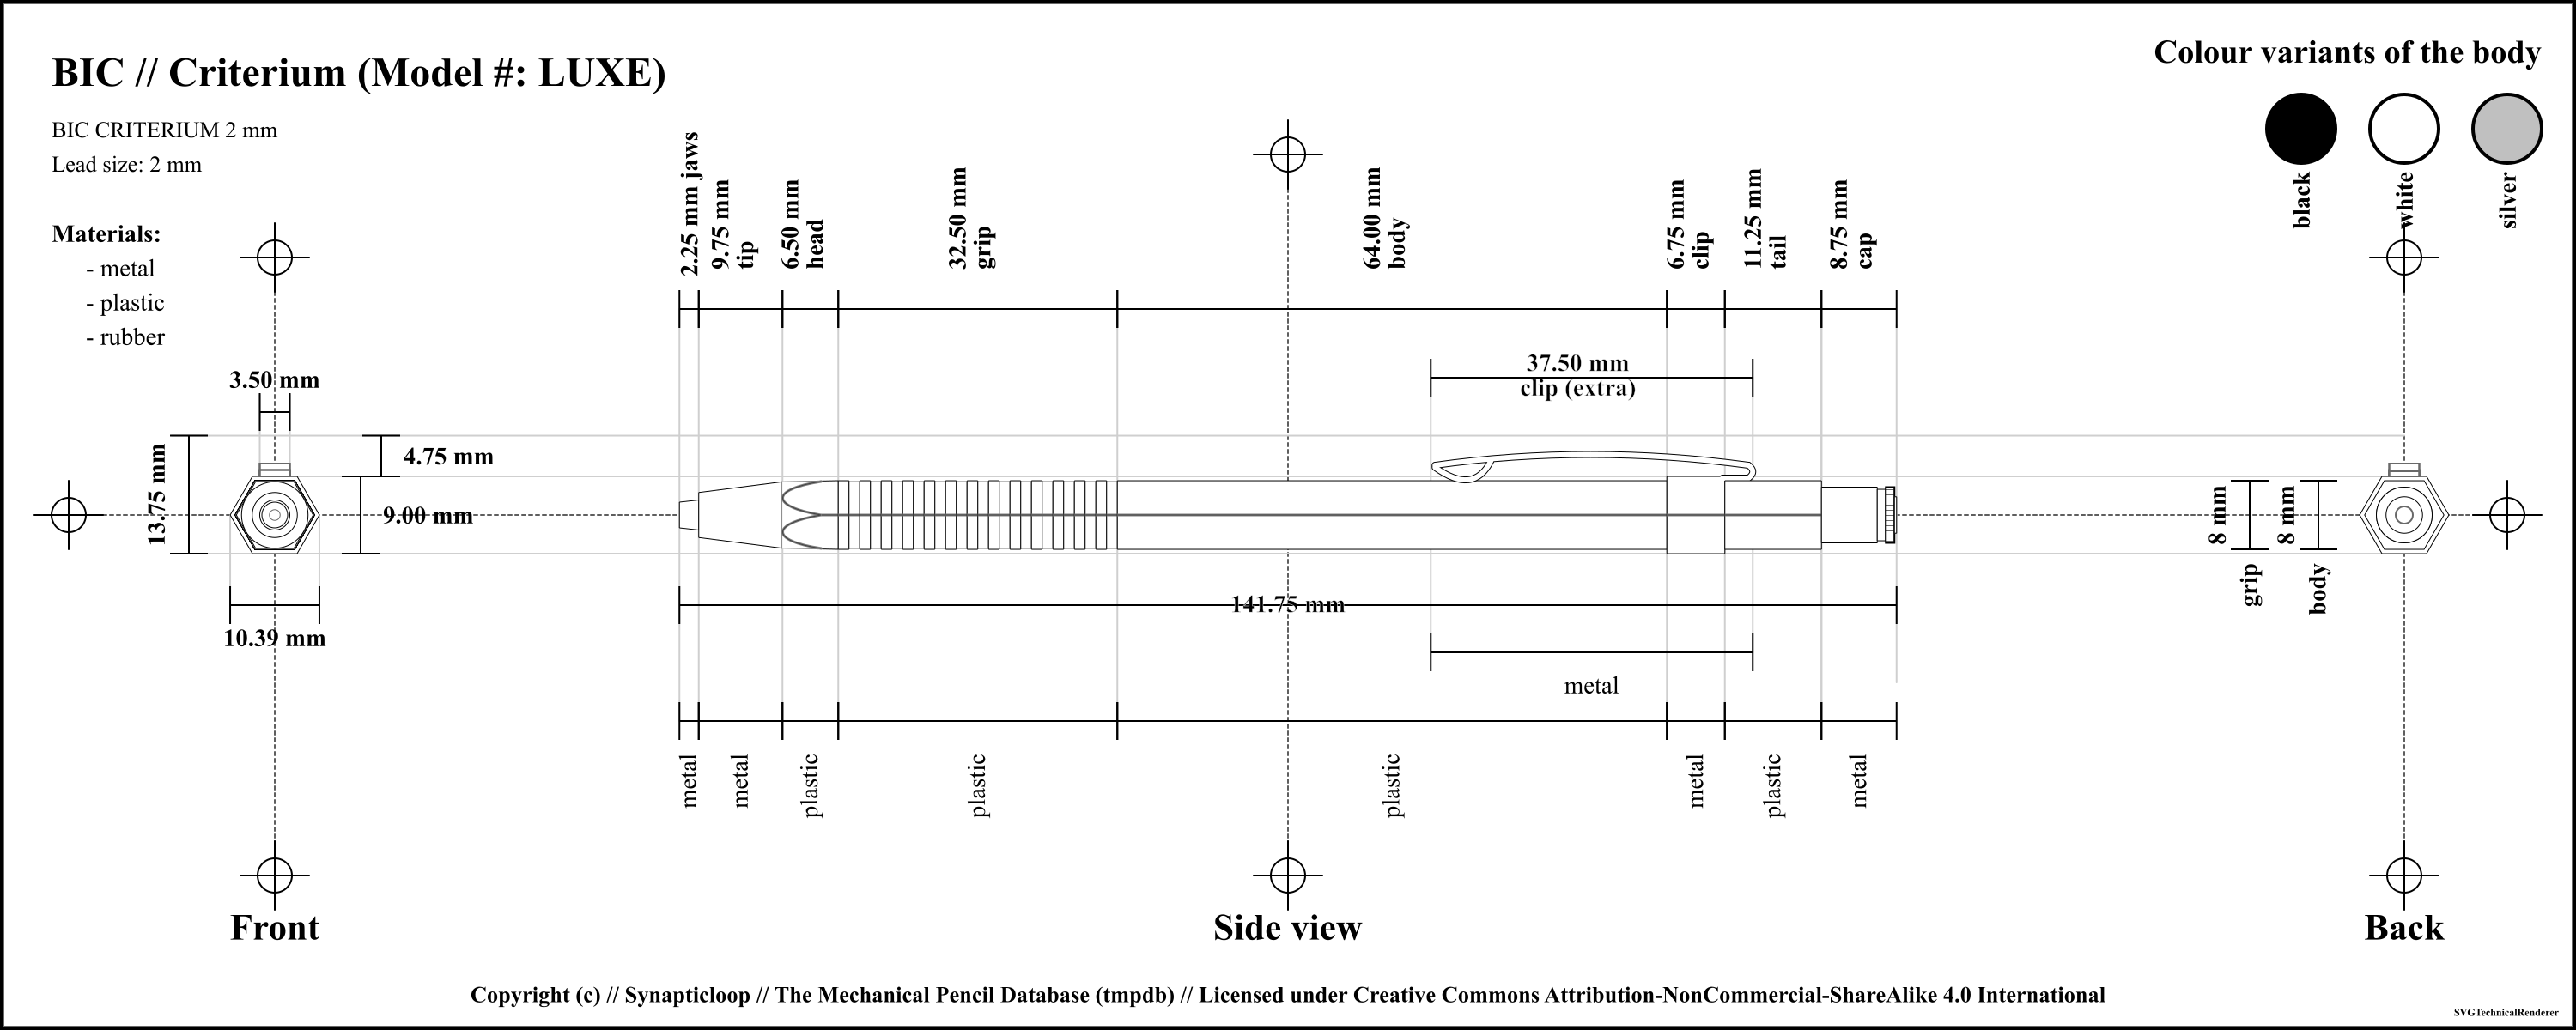 BIC // Criterium (Model #: LUXE)
BIC CRITERIUM 2 mm
Lead size: 2 mm
Materials:
- metal
- plastic
- rubber
Colour variants of the body
black
white
silver
2.25 mm jaws
9.75 mm
tip
6.50 mm
head
32.50 mm
grip
64.00 mm
body
6.75 mm
clip
11.25 mm
tail
8.75 mm
cap
37.50 mm
clip (extra)
3.50 mm
13.75 mm
4.75 mm
9.00 mm
10.39 mm
141.75 mm
metal
8 mm
grip
8 mm
body
metal
metal
plastic
plastic
plastic
metal
plastic
metal
Front
Side view
Back
Copyright (c) // Synapticloop // The Mechanical Pencil Database (tmpdb) // Licensed under Creative Commons Attribution-NonCommercial-ShareAlike 4.0 International
SVGTechnicalRenderer